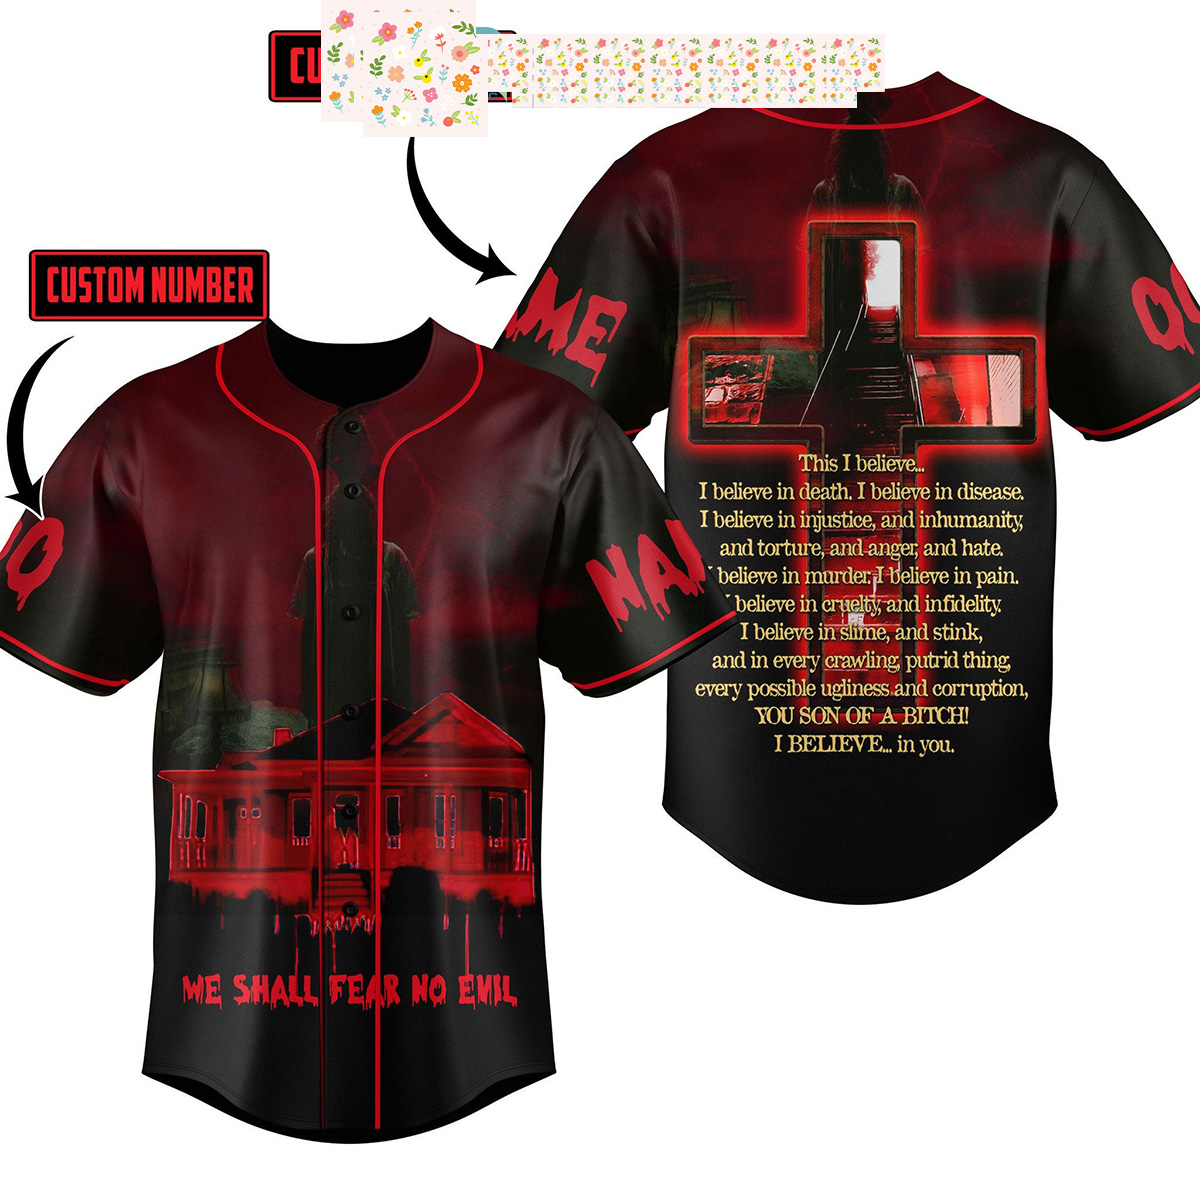 CUSTOM NUMBER
This I believe...
I believe in death. I believe in disease.
I believe in injustice, and inhumanity,
and torture, and anger, and hate.
I believe in murder. I believe in pain.
I believe in cruelty, and infidelity.
I believe in slime, and stink,
and in every crawling, putrid thing,
every possible ugliness and corruption,
YOU SON OF A BITCH!
I BELIEVE... in you.
WE SHALL FEAR NO EVIL